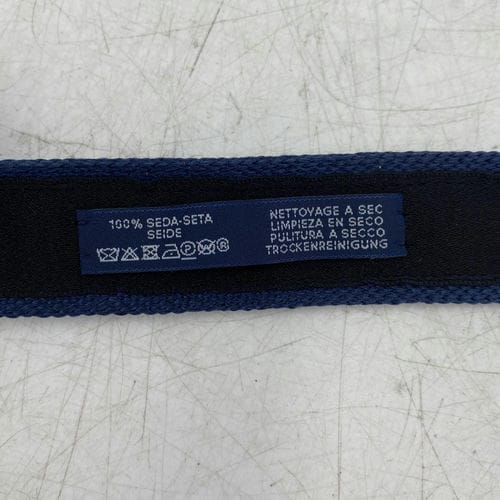 100% SEDA-SETA
SEIDE
NETTOYAGE A SEC
LIMPIEZA EN SECO
PULITURA A SECCO
TROCKENREINIGUNG